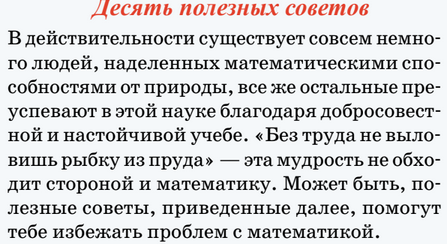 Десять полезных советов
В действительности существует совсем немно-
го людей, наделенных математическими спо-
собностями от природы, все же остальные пре-
успевают в этой науке благодаря добросовест-
ной и настойчивой учебе. «Без труда не выло-
вишь рыбку из пруда» — эта мудрость не обхо-
дит стороной и математику. Может быть, по-
лезные советы, приведенные далее, помогут
тебе избежать проблем с математикой.